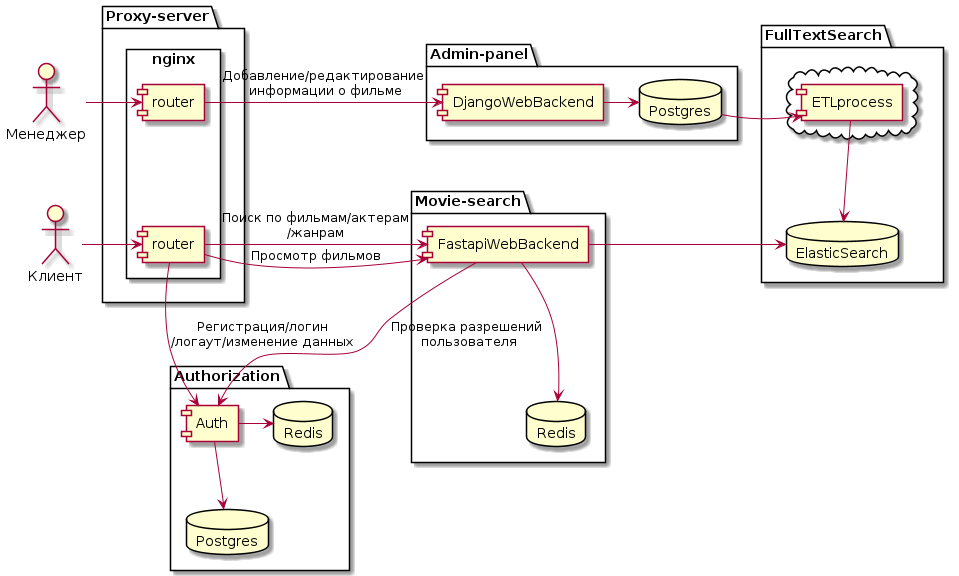 Proxy-server
nginx
Менеджер
router
Добавление/редактирование
информации о фильме
Admin-panel
DjangoWebBackend
Postgres
FullTextSearch
ETLprocess
ElasticSearch
Клиент
router
Поиск по фильмам/актерам
/жанрам
Просмотр фильмов
Movie-search
FastapiWebBackend
Регистрация/логин
/логаут/изменение данных
Проверка разрешений
пользователя
Redis
Authorization
Auth
Redis
Postgres